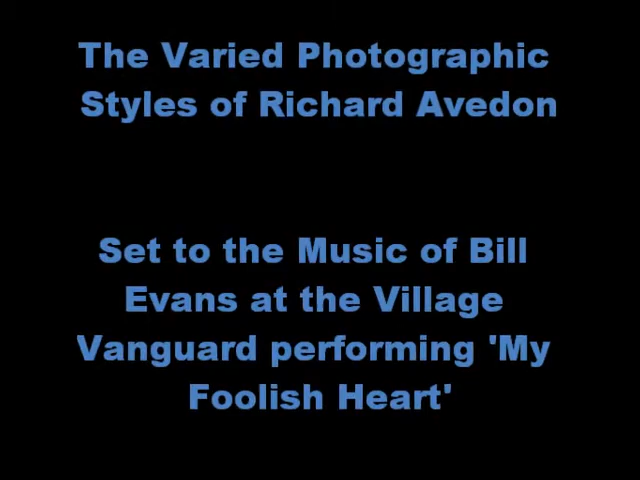 The Varied Photographic
Styles of Richard Avedon
Set to the Music of Bill
Evans at the Village
Vanguard performing 'My
Foolish Heart'